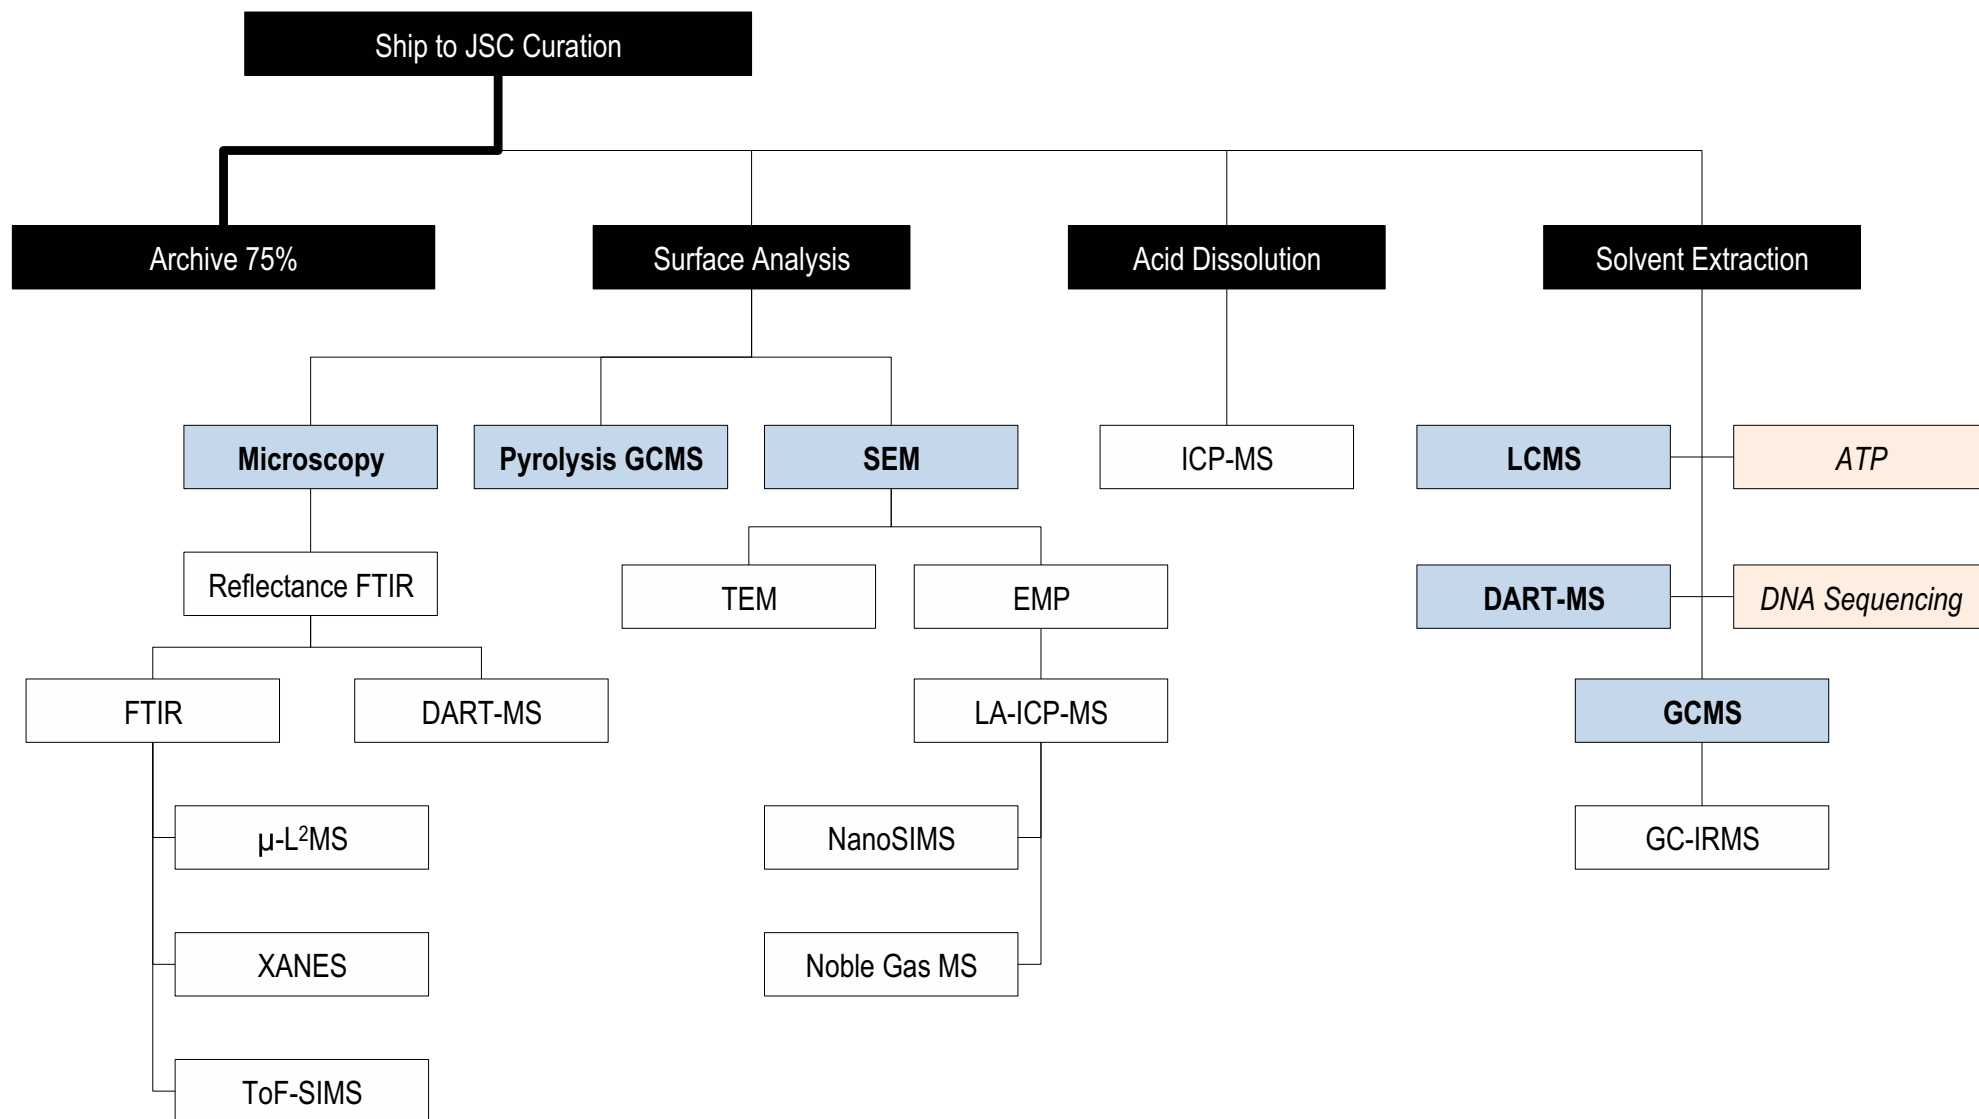 Ship to JSC Curation
Archive 75%
Surface Analysis
Acid Dissolution
Solvent Extraction
Microscopy
Pyrolysis GCMS
SEM
ICP-MS
LCMS
ATP
Reflectance FTIR
TEM
EMP
DART-MS
DNA Sequencing
FTIR
DART-MS
LA-ICP-MS
GCMS
µ-L²MS
NanoSIMS
GC-IRMS
XANES
Noble Gas MS
ToF-SIMS